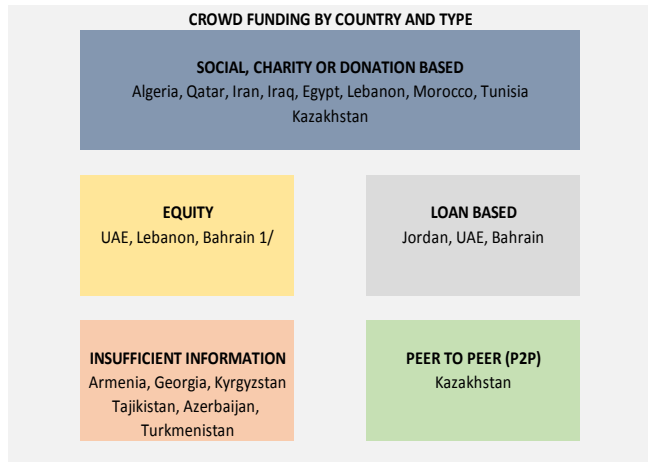 CROWD FUNDING BY COUNTRY AND TYPE
SOCIAL, CHARITY OR DONATION BASED
Algeria, Qatar, Iran, Iraq, Egypt, Lebanon, Morocco, Tunisia
Kazakhstan
EQUITY
UAE, Lebanon, Bahrain 1/
LOAN BASED
Jordan, UAE, Bahrain
INSUFFICIENT INFORMATION
Armenia, Georgia, Kyrgyzstan
Tajikistan, Azerbaijan,
Turkmenistan
PEER TO PEER (P2P)
Kazakhstan